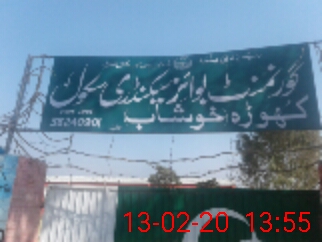 گورنمنٹ بوائز سیکنڈری سکول
کھوڑہ خوشاب
13-02-20 13:55